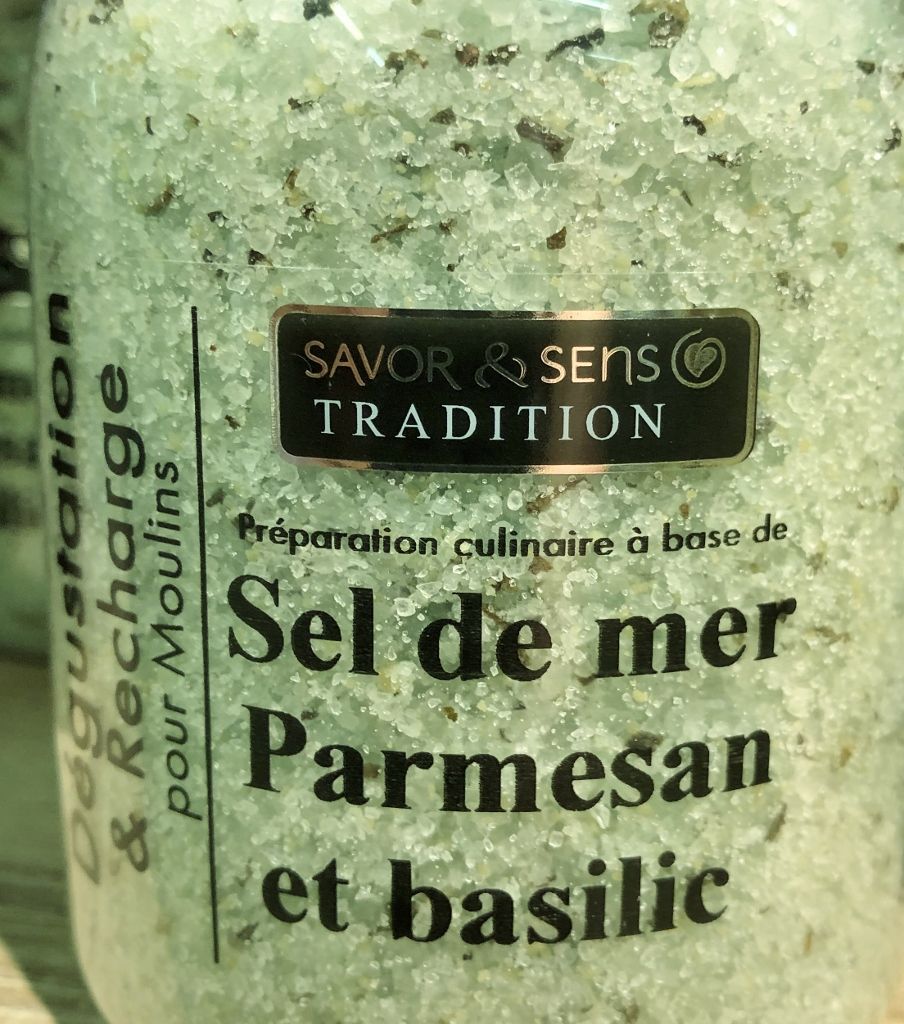 Dégustation
& Recharge
pour Moulins
SAVOR & SENS
TRADITION
Préparation culinaire à base de
Sel de mer
Parmesan
et basilic